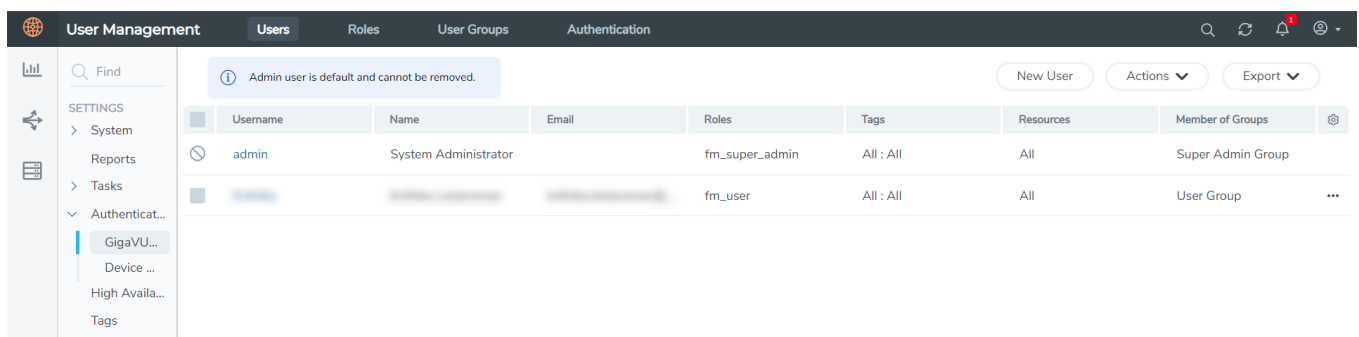 User Management Users Roles User Groups Authentication 1
Find
Admin user is default and cannot be removed. New User Actions Export
SETTINGS
System
Reports
Tasks
Authenticat...
GigaVU...
Device ...
High Availa...
Tags
Username Name Email Roles Tags Resources Member of Groups
admin System Administrator fm_super_admin All : All All Super Admin Group
fm_user All : All All User Group